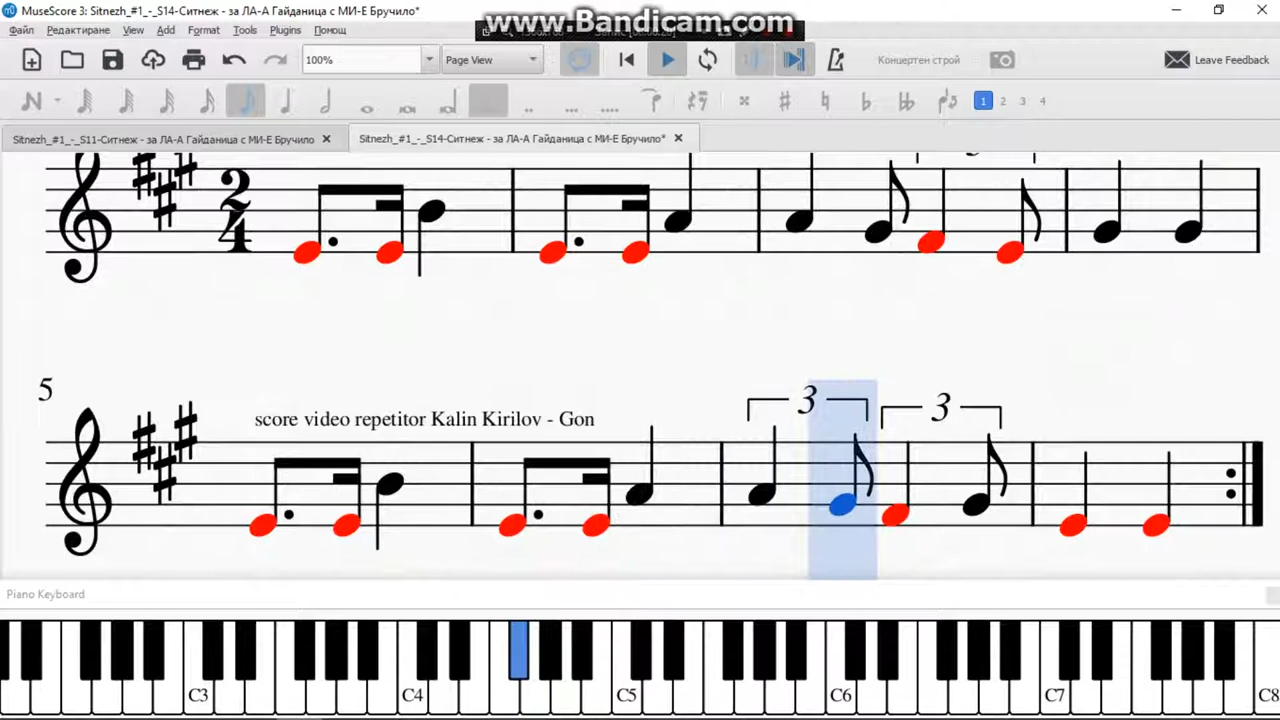 MuseScore 3: Sitnezh_#1_-_S14-Ситнеж - за ЛА-А Гайданица с МИ-Е Бручило*
www.Bandicam.com
Файл Редактиране View Add Format Tools Plugins Помощ
100% Page View Концертен строй Leave Feedback
1 2 3 4
Sitnezh_#1_-_S11-Ситнеж - за ЛА-А Гайданица с МИ-Е Бручило Sitnezh_#1_-_S14-Ситнеж - за ЛА-А Гайданица с МИ-Е Бручило*
2
4
5
3 3
score video repetitor Kalin Kirilov - Gon
Piano Keyboard
C3 C4 C5 C6 C7 C8